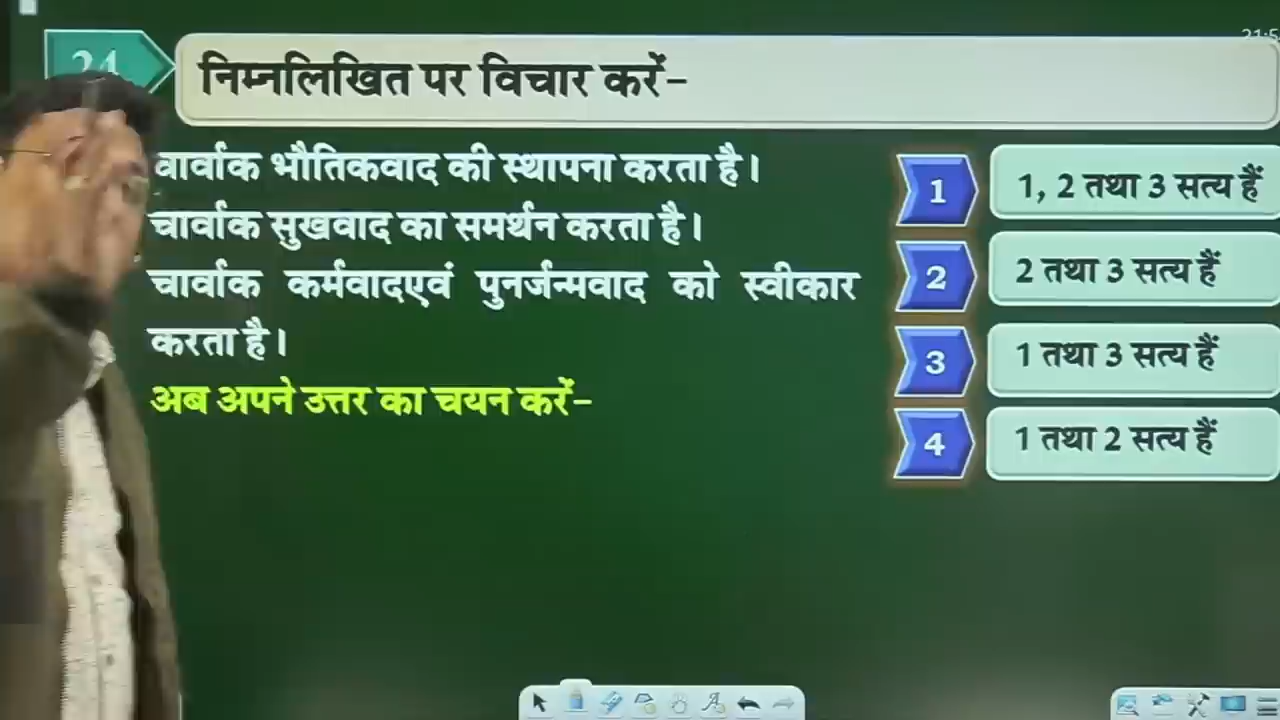 24
निम्नलिखित पर विचार करें-
चार्वाक भौतिकवाद की स्थापना करता है।
चार्वाक सुखवाद का समर्थन करता है।
चार्वाक कर्मवादएवं पुनर्जन्मवाद को स्वीकार
करता है।
अब अपने उत्तर का चयन करें-
1 1, 2 तथा 3 सत्य हैं
2 2 तथा 3 सत्य हैं
3 1 तथा 3 सत्य हैं
4 1 तथा 2 सत्य हैं